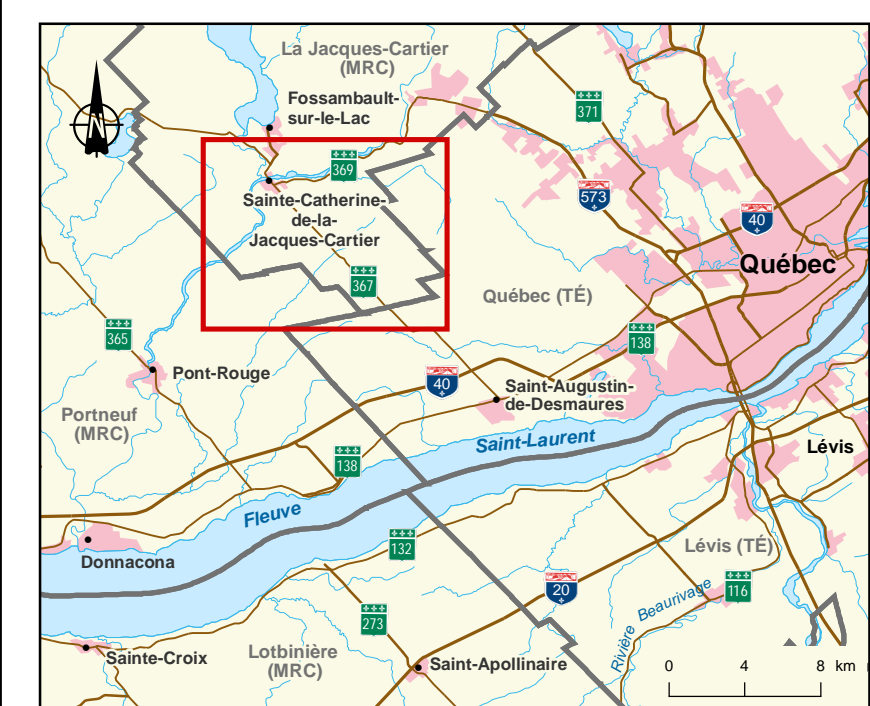 La Jacques-Cartier
(MRC)
Fossambault-
sur-le-Lac
371
369
573
40
Sainte-Catherine-
de-la-
Jacques-Cartier
Québec
367
Québec (TÉ)
365
138
Pont-Rouge
40
Saint-Augustin-
de-Desmaures
Portneuf
(MRC)
Saint-Laurent
Lévis
138
Fleuve
132
Lévis (TÉ)
Donnacona
20
116
Rivière Beaurivage
273
Sainte-Croix
Lotbinière
(MRC)
Saint-Apollinaire
0 4 8 km